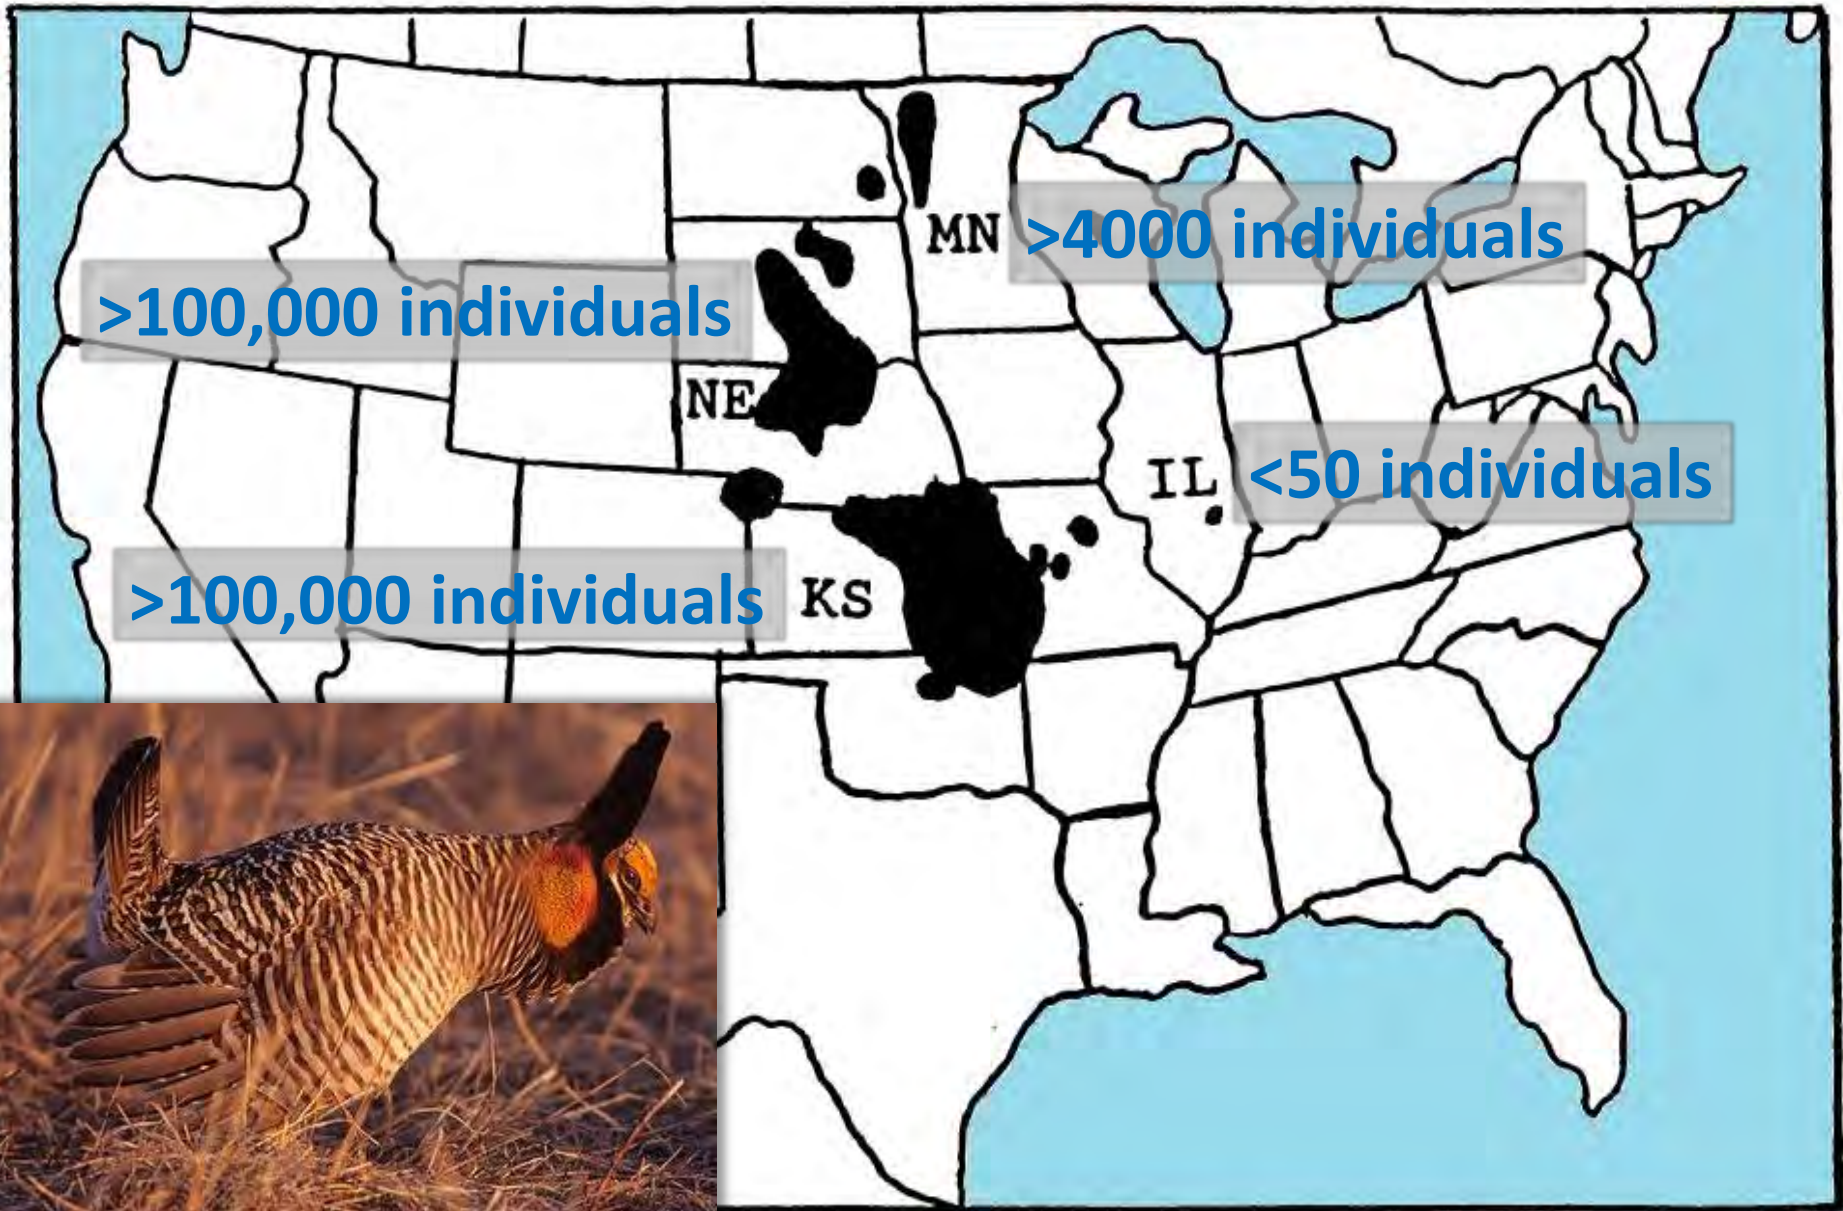 MN >4000 individuals
>100,000 individuals
NE
IL <50 individuals
>100,000 individuals KS